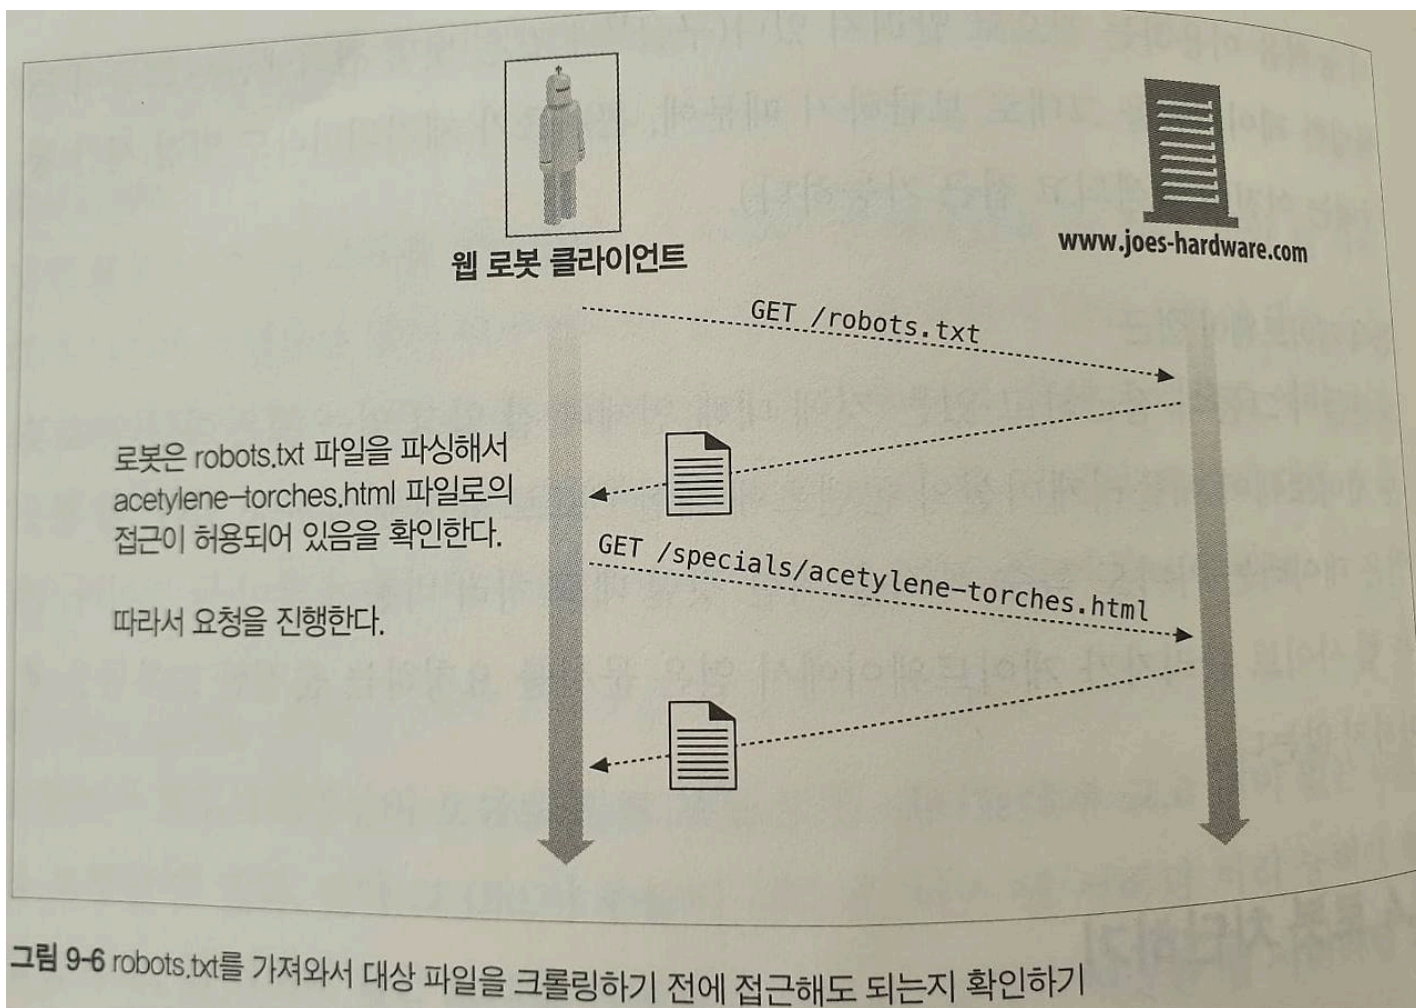 웹 로봇 클라이언트
www.joes-hardware.com
GET /robots.txt
로봇은 robots.txt 파일을 파싱해서
acetylene-torches.html 파일로의
접근이 허용되어 있음을 확인한다.
GET /specials/acetylene-torches.html
따라서 요청을 진행한다.
그림 9-6 robots.txt를 가져와서 대상 파일을 크롤링하기 전에 접근해도 되는지 확인하기